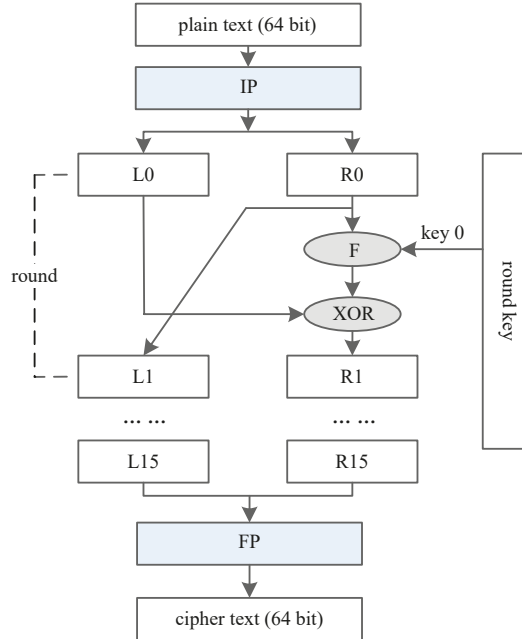 plain text (64 bit)
IP
L0
R0
F
key 0
round
round key
XOR
L1
R1
... ...
... ...
L15
R15
FP
cipher text (64 bit)